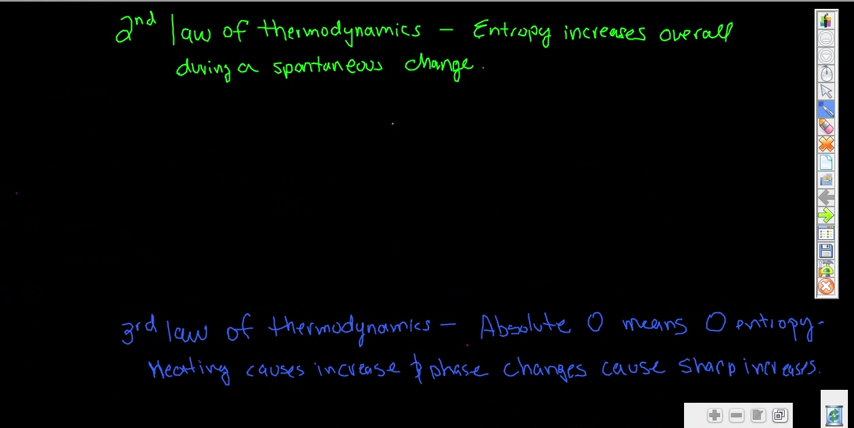 2nd law of thermodynamics – Entropy increases overall
during a spontaneous change.
3rd law of thermodynamics – Absolute 0 means 0 entropy.
Heating causes increase & phase changes cause sharp increases.